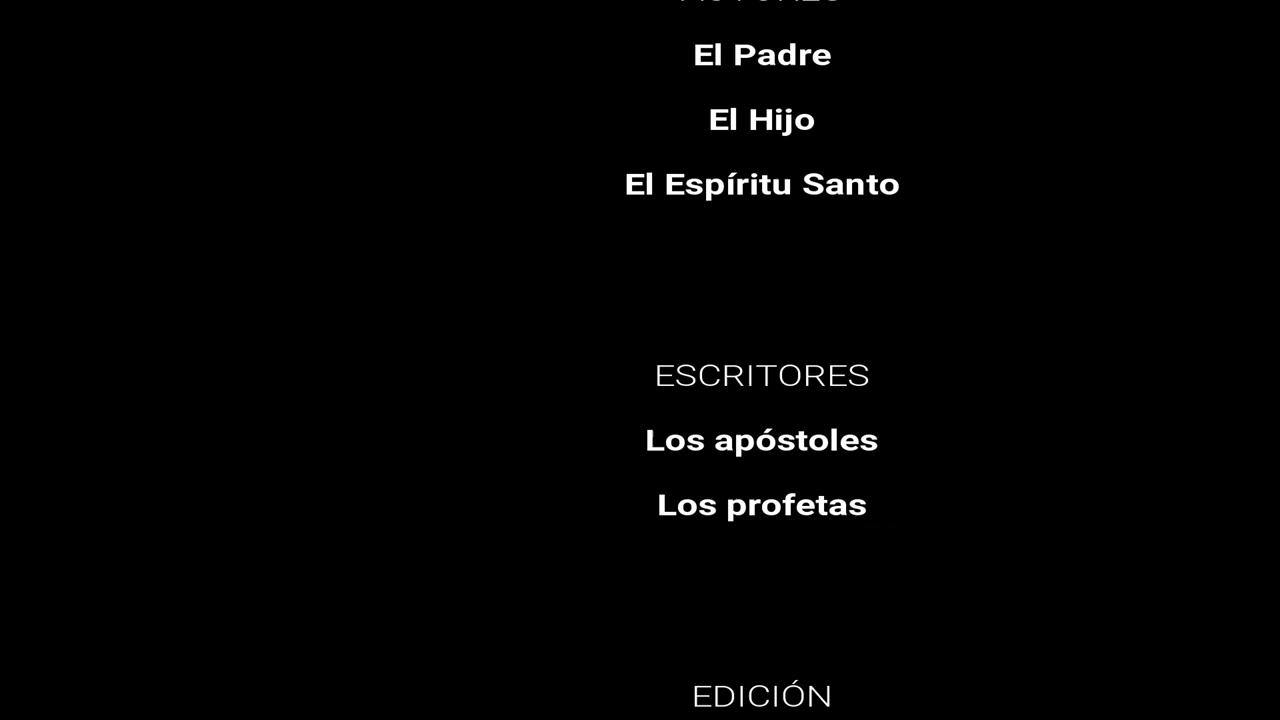 El Padre
El Hijo
El Espíritu Santo
ESCRITORES
Los apóstoles
Los profetas
EDICIÓN